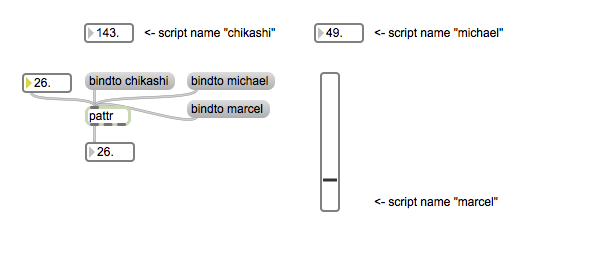 143. <- script name "chikashi" 49. <- script name "michael"
26. bindto chikashi bindto michael
bindto marcel
pattr
26.
<- script name "marcel"